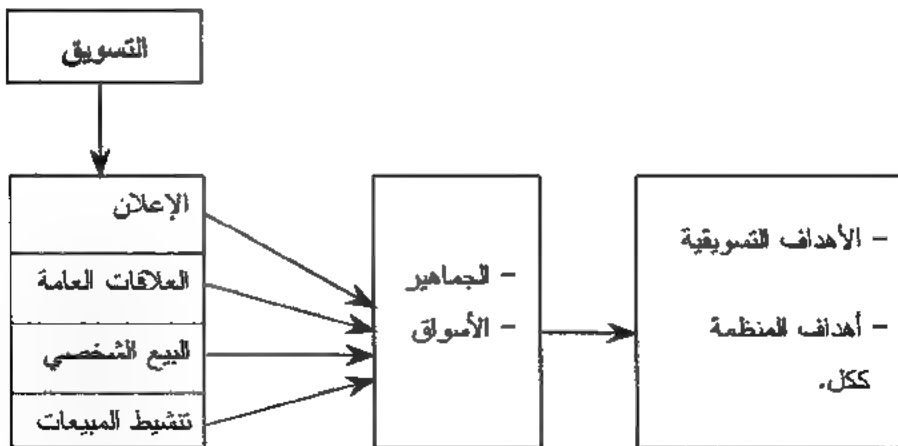 التسويق
الإعلان
العلاقات العامة
البيع الشخصي
تنشيط المبيعات
- الجماهير
- الأسواق
- الأهداف التسويقية
- أهداف المنظمة
ككل.